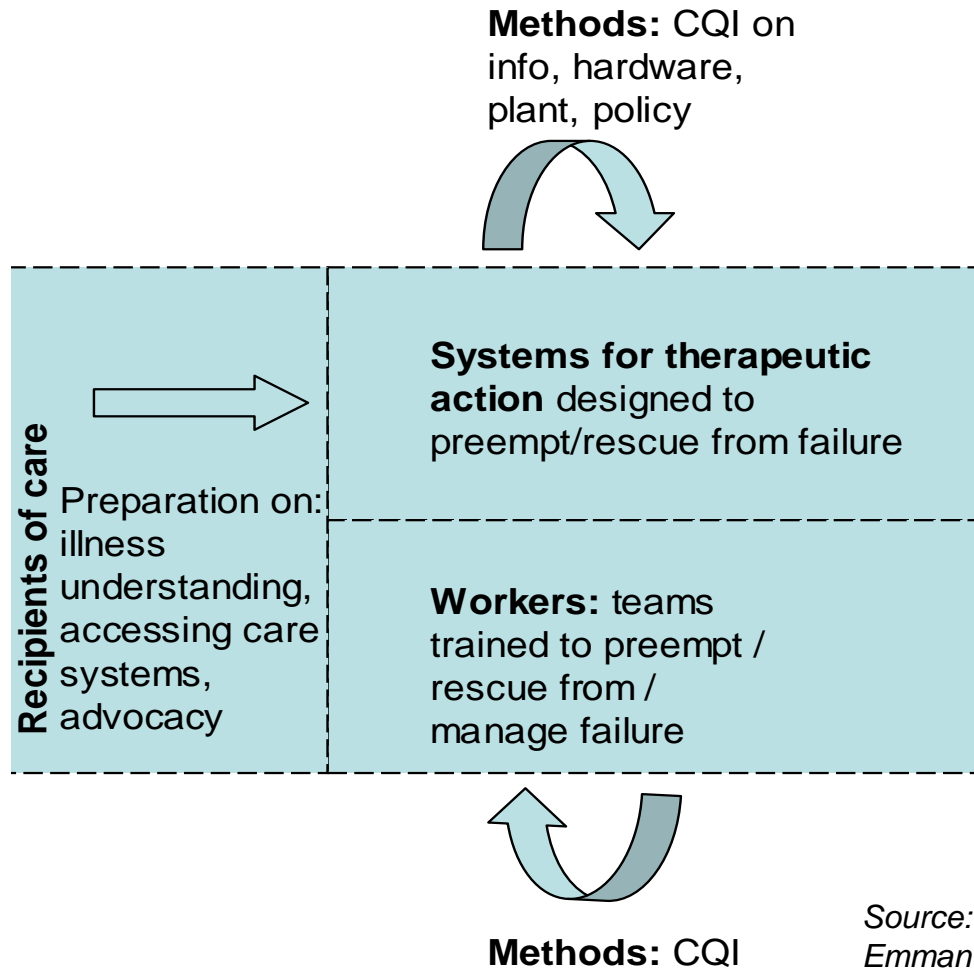 Methods: CQI on
info, hardware,
plant, policy
Recipients of care
Preparation on:
illness
understanding,
accessing care
systems,
advocacy
Systems for therapeutic
action designed to
preempt/rescue from failure
Workers: teams
trained to preempt /
rescue from /
manage failure
Methods: CQI
Source:
Emman